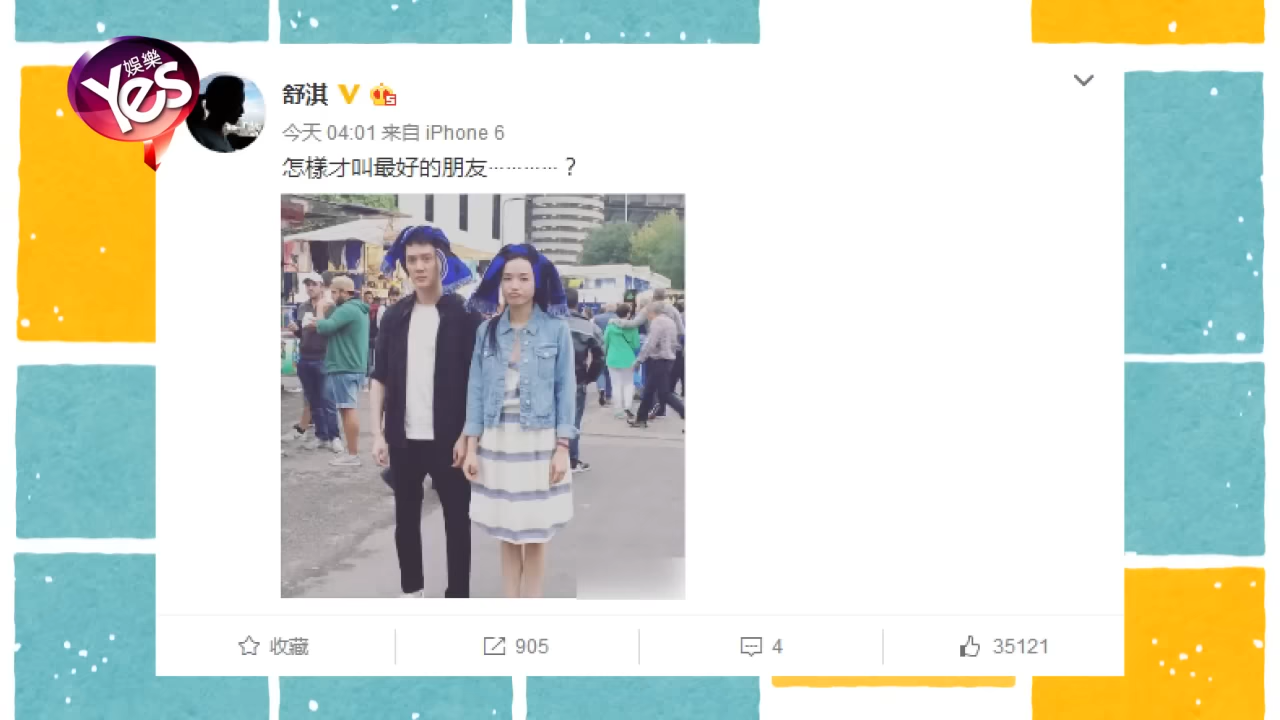 娛樂
Yes
舒淇
今天 04:01 来自 iPhone 6
怎樣才叫最好的朋友…………？
收藏
905
4
35121